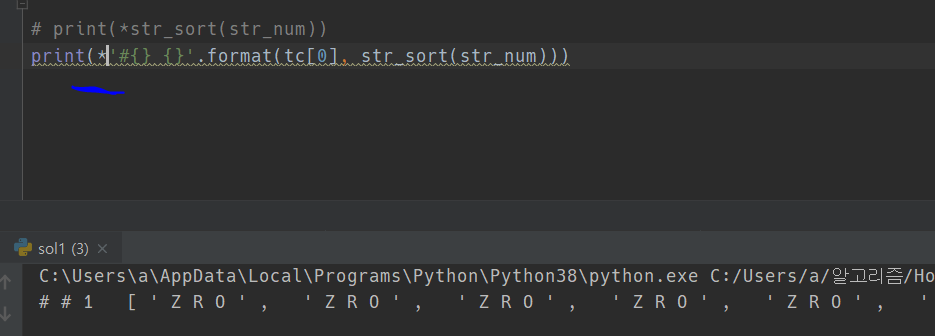 # print(*str_sort(str_num))
print(*'#{} {}'.format(tc[0], str_sort(str_num)))
sol1 (3)
C:\Users\a\AppData\Local\Programs\Python\Python38\python.exe C:/Users/a/알고리즘/Ho
# # 1   [ ' Z R O ' ,   ' Z R O ' ,   ' Z R O ' ,   ' Z R O ' ,   ' Z R O ' ,   '